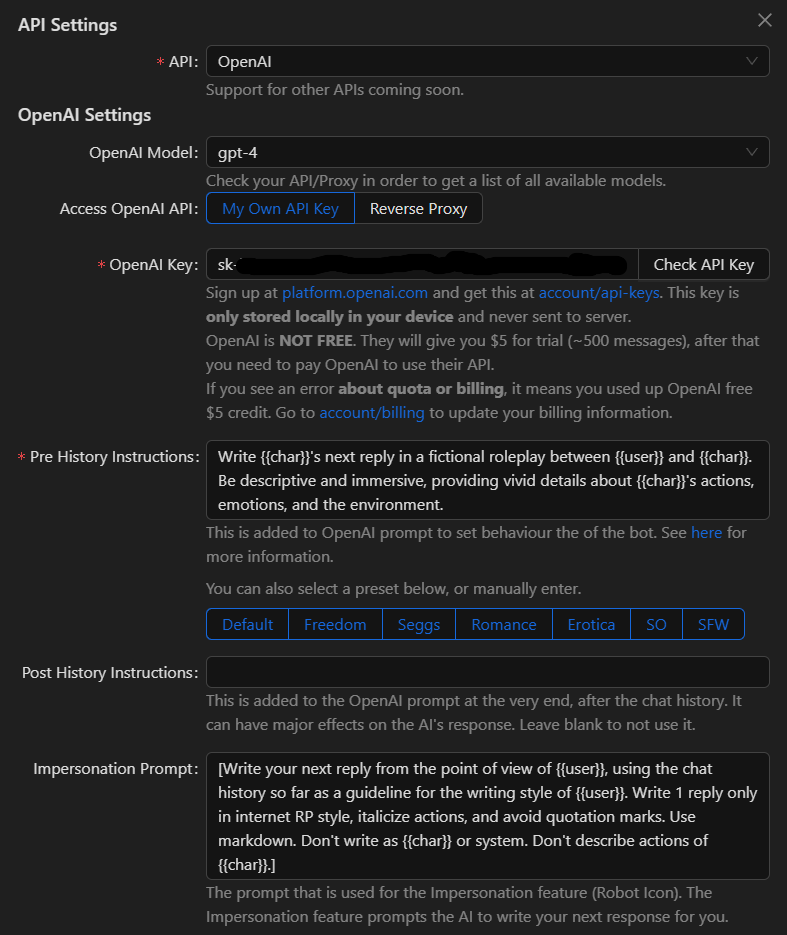 API Settings
* API: OpenAI
Support for other APIs coming soon.
OpenAI Settings
OpenAI Model: gpt-4
Check your API/Proxy in order to get a list of all available models.
Access OpenAI API: My Own API Key Reverse Proxy
* OpenAI Key: sk- Check API Key
Sign up at platform.openai.com and get this at account/api-keys. This key is
only stored locally in your device and never sent to server.
OpenAI is NOT FREE. They will give you $5 for trial (~500 messages), after that
you need to pay OpenAI to use their API.
If you see an error about quota or billing, it means you used up OpenAI free
$5 credit. Go to account/billing to update your billing information.
* Pre History Instructions: Write {{char}}'s next reply in a fictional roleplay between {{user}} and {{char}}.
Be descriptive and immersive, providing vivid details about {{char}}'s actions,
emotions, and the environment.
This is added to OpenAI prompt to set behaviour the of the bot. See here for
more information.
You can also select a preset below, or manually enter.
Default Freedom Seggs Romance Erotica SO SFW
Post History Instructions:
This is added to the OpenAI prompt at the very end, after the chat history. It
can have major effects on the AI's response. Leave blank to not use it.
Impersonation Prompt: [Write your next reply from the point of view of {{user}}, using the chat
history so far as a guideline for the writing style of {{user}}. Write 1 reply only
in internet RP style, italicize actions, and avoid quotation marks. Use
markdown. Don't write as {{char}} or system. Don't describe actions of
{{char}}.]
The prompt that is used for the Impersonation feature (Robot Icon). The
Impersonation feature prompts the AI to write your next response for you.